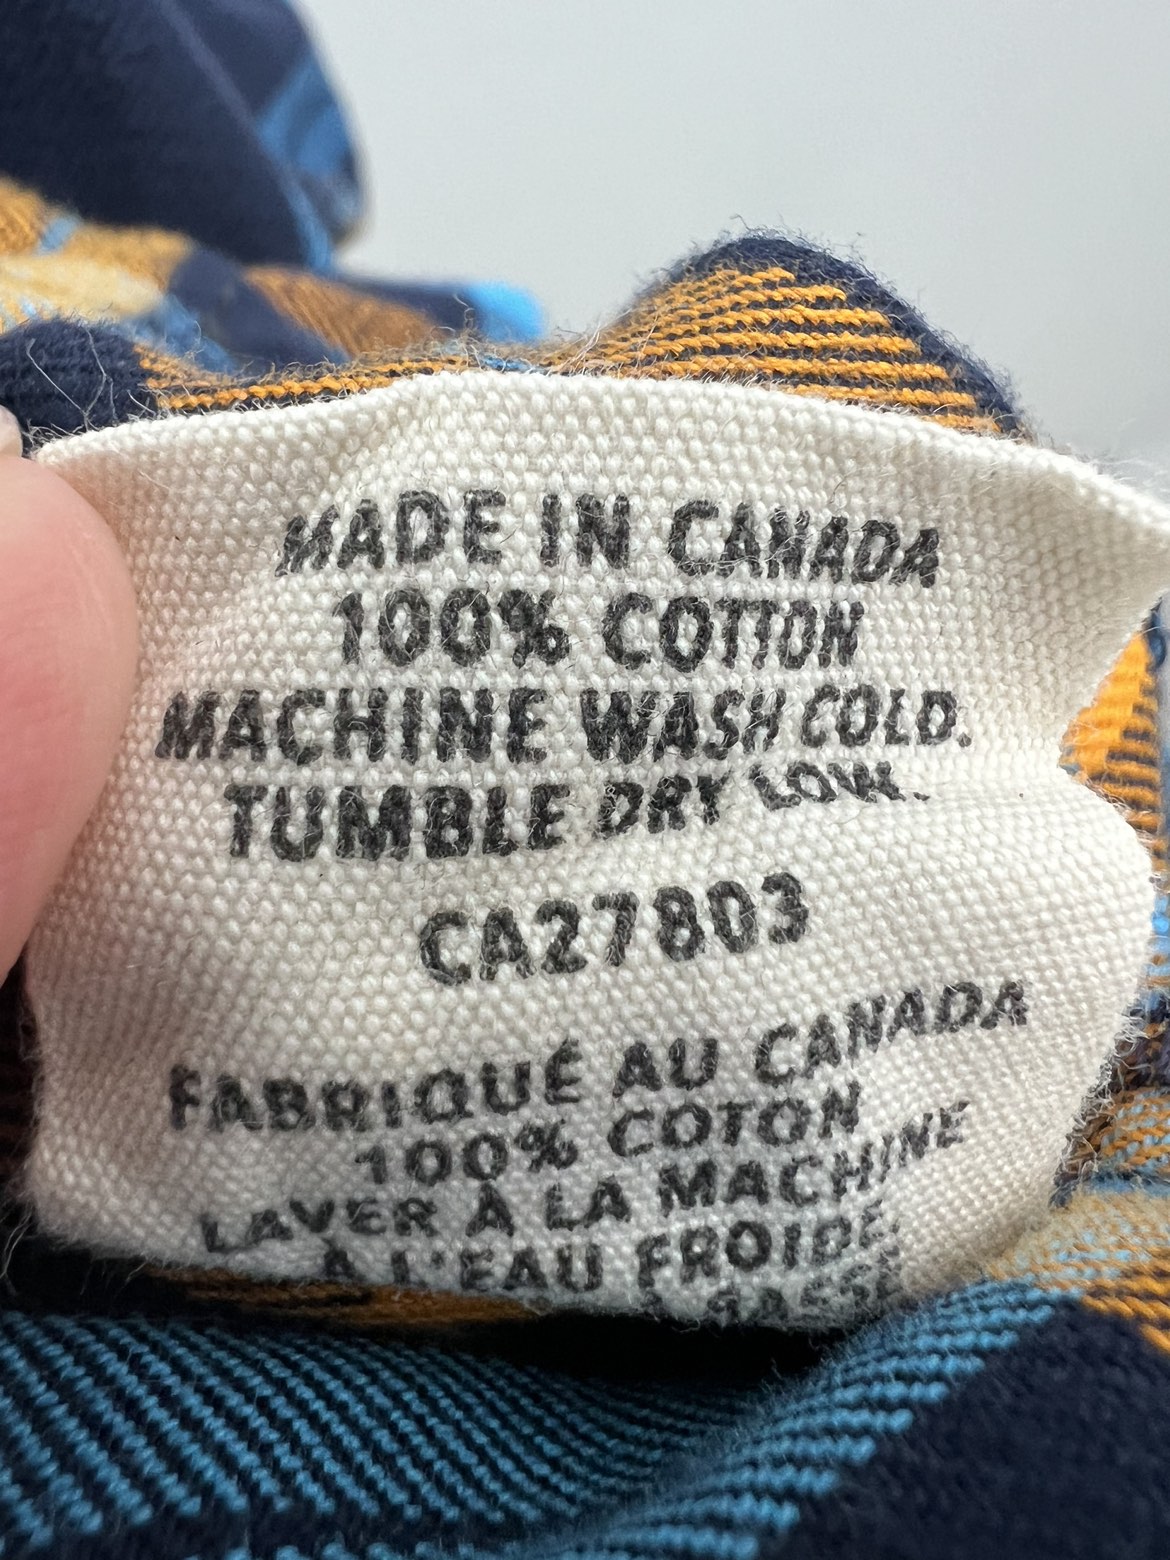 MADE IN CANADA
100% COTTON
MACHINE WASH COLD.
TUMBLE DRY LOW.
CA27803
FABRIQUÉ AU CANADA
100% COTON
LAVER À LA MACHINE
À L'EAU FROIDE.